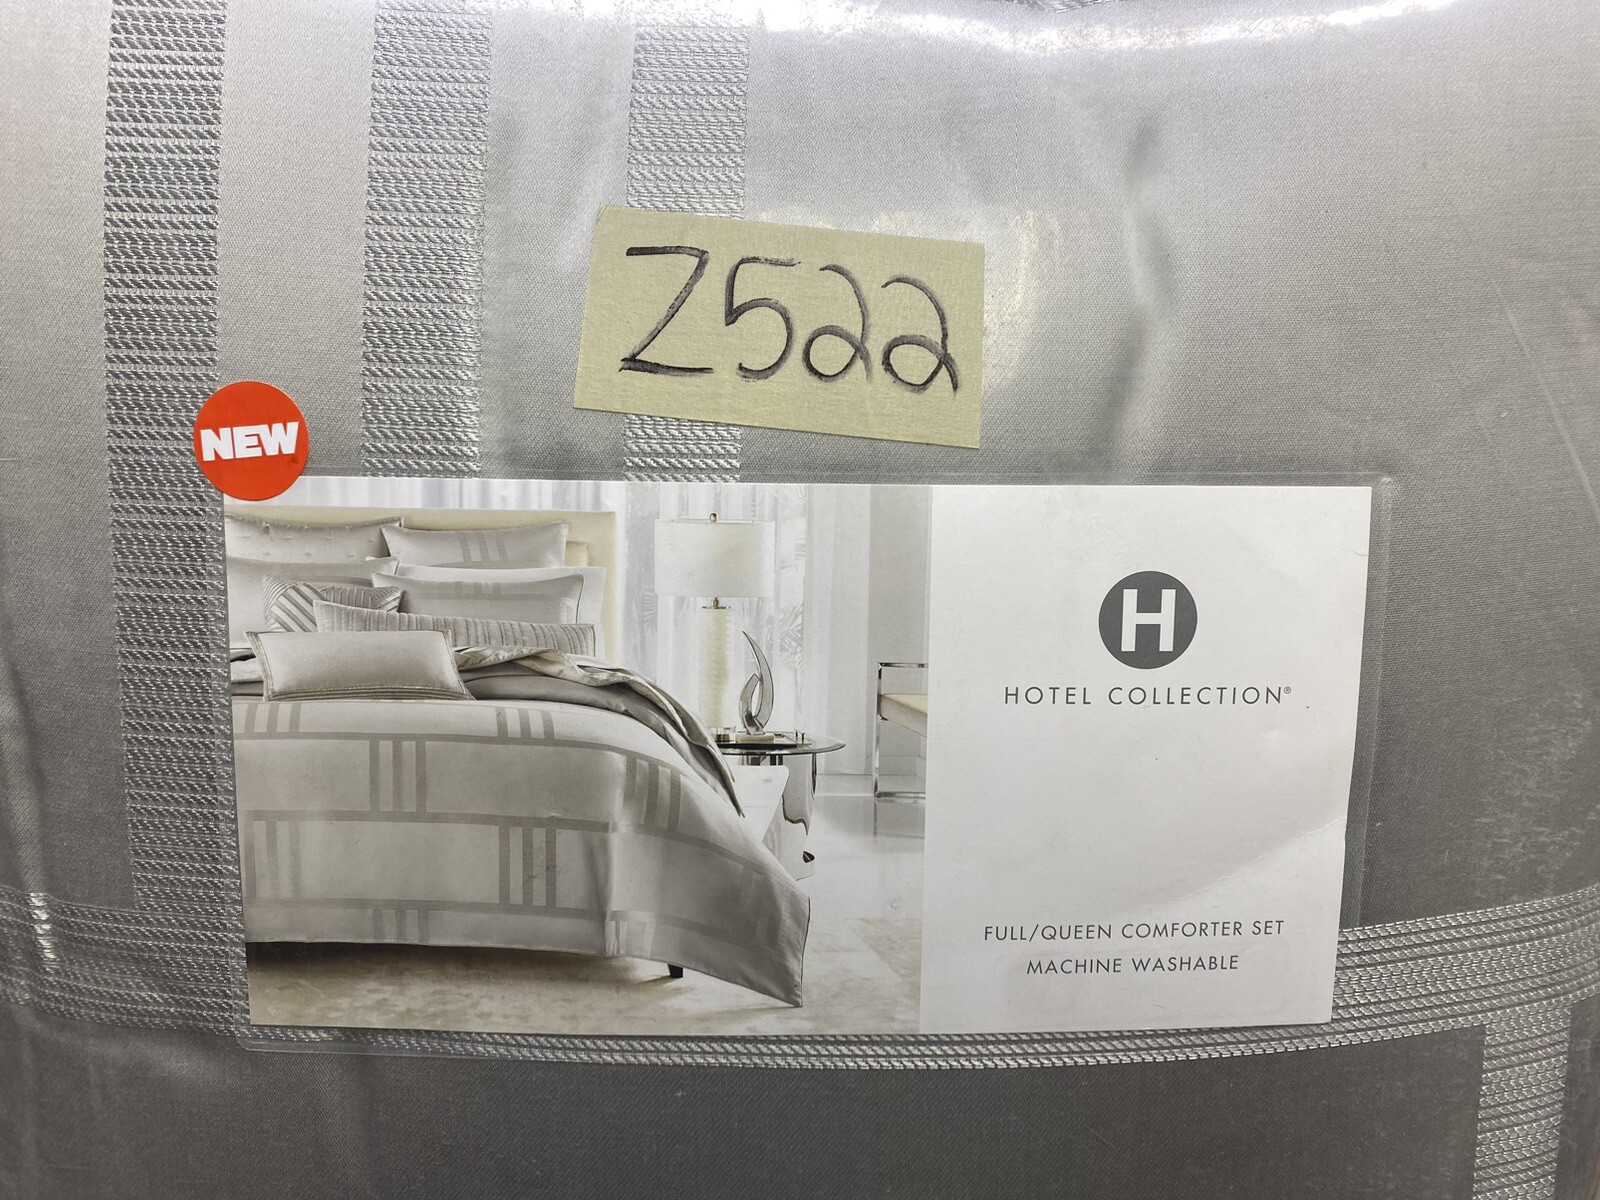 Z522
NEW
H
HOTEL COLLECTION®
FULL/QUEEN COMFORTER SET
MACHINE WASHABLE